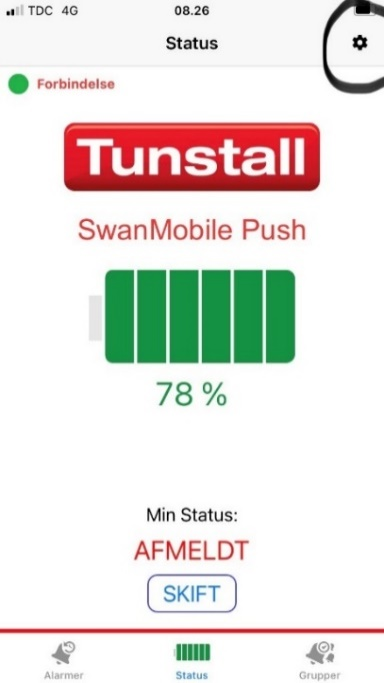 TDC 4G
08.26
Status
Forbindelse
Tunstall
SwanMobile Push
78 %
Min Status:
AFMELDT
SKIFT
Alarmer
Status
Grupper